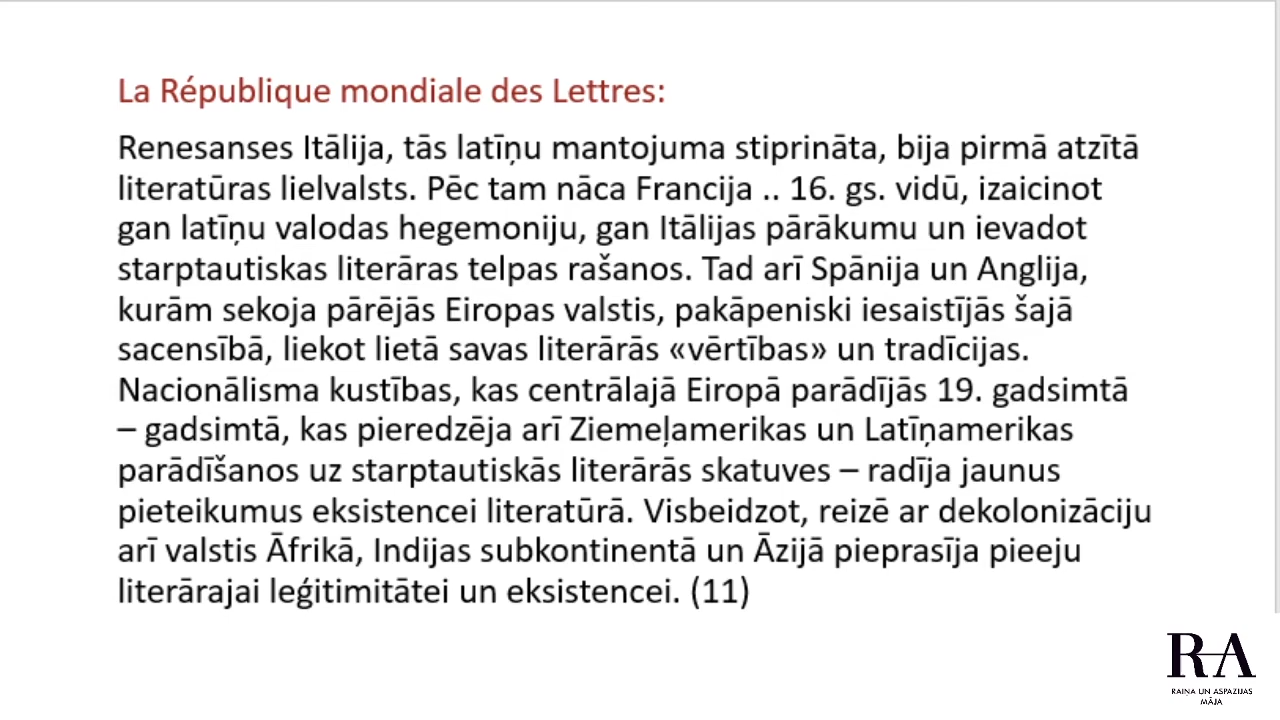 La République mondiale des Lettres:
Renesanses Itālija, tās latīņu mantojuma stiprināta, bija pirmā atzītā
literatūras lielvalsts. Pēc tam nāca Francija .. 16. gs. vidū, izaicinot
gan latīņu valodas hegemoniju, gan Itālijas pārākumu un ievadot
starptautiskas literāras telpas rašanos. Tad arī Spānija un Anglija,
kurām sekoja pārējās Eiropas valstis, pakāpeniski iesaistījās šajā
sacensībā, liekot lietā savas literārās «vērtības» un tradīcijas.
Nacionālisma kustības, kas centrālajā Eiropā parādījās 19. gadsimtā
– gadsimtā, kas pieredzēja arī Ziemeļamerikas un Latīņamerikas
parādīšanos uz starptautiskās literārās skatuves – radīja jaunus
pieteikumus eksistencei literatūrā. Visbeidzot, reizē ar dekolonizāciju
arī valstis Āfrikā, Indijas subkontinentā un Āzijā pieprasīja pieeju
literārajai leģitimitātei un eksistencei. (11)
RA
RAIŅA UN ASPAZIJAS
MĀJA